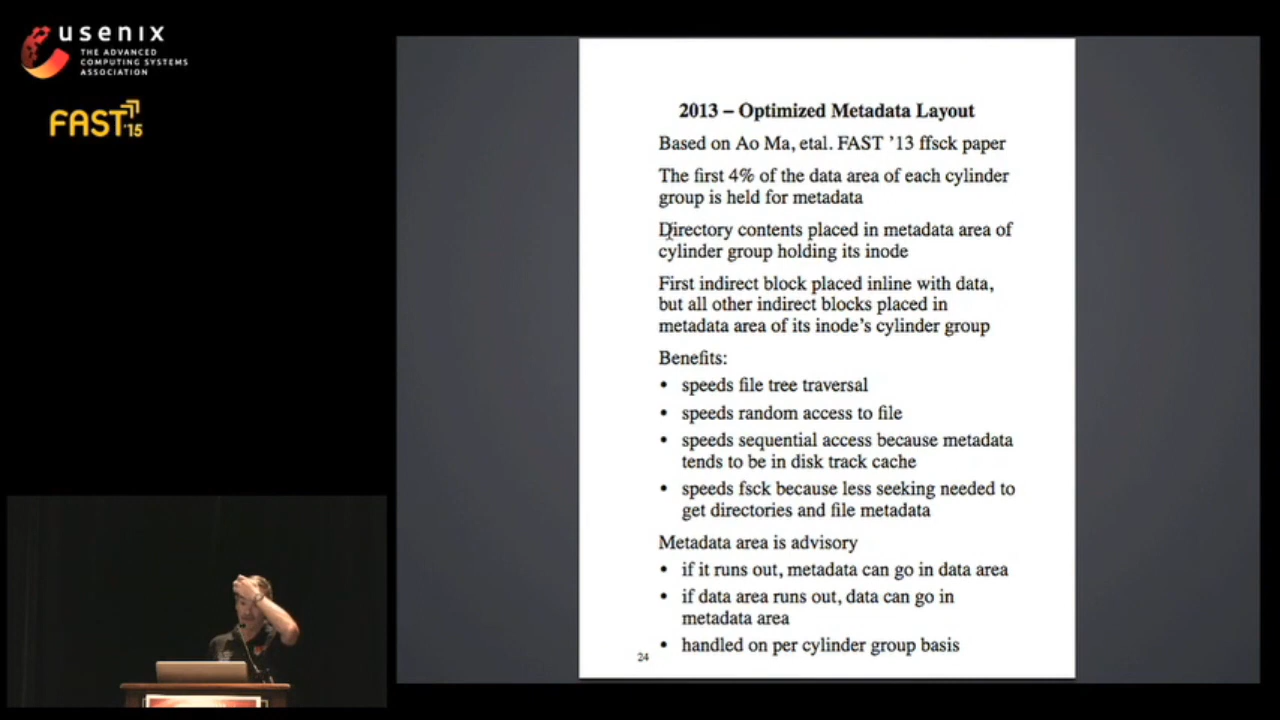 usenix
THE ADVANCED
COMPUTING SYSTEMS
ASSOCIATION
FAST '15
2013 – Optimized Metadata Layout
Based on Ao Ma, etal. FAST ’13 ffsck paper
The first 4% of the data area of each cylinder
group is held for metadata
Directory contents placed in metadata area of
cylinder group holding its inode
First indirect block placed inline with data,
but all other indirect blocks placed in
metadata area of its inode’s cylinder group
Benefits:
• speeds file tree traversal
• speeds random access to file
• speeds sequential access because metadata
tends to be in disk track cache
• speeds fsck because less seeking needed to
get directories and file metadata
Metadata area is advisory
• if it runs out, metadata can go in data area
• if data area runs out, data can go in
metadata area
• handled on per cylinder group basis
24